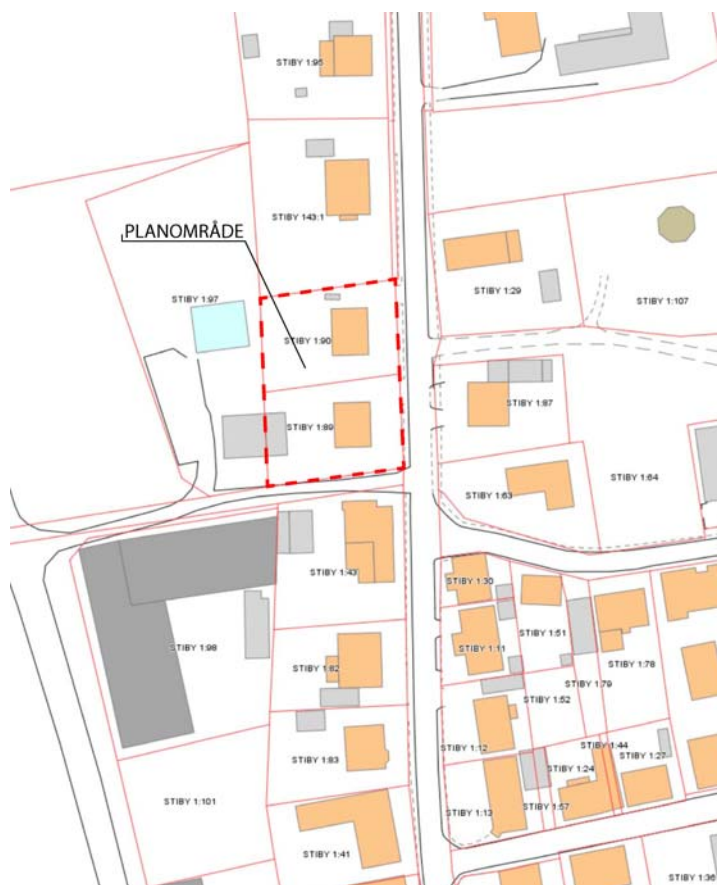 STIBY 1:95
STIBY 143:1
PLANOMRÅDE
STIBY 1:97
STIBY 1:29
STIBY 1:107
STIBY 1:90
STIBY 1:87
STIBY 1:89
STIBY 1:64
STIBY 1:63
STIBY 1:43
STIBY 1:30
STIBY 1:51
STIBY 1:11
STIBY 1:98
STIBY 1:78
STIBY 1:82
STIBY 1:79
STIBY 1:52
STIBY 1:12
STIBY 1:44
STIBY 1:27
STIBY 1:83
STIBY 1:24
STIBY 1:101
STIBY 1:13
STIBY 1:57
STIBY 1:41
STIBY 1:36